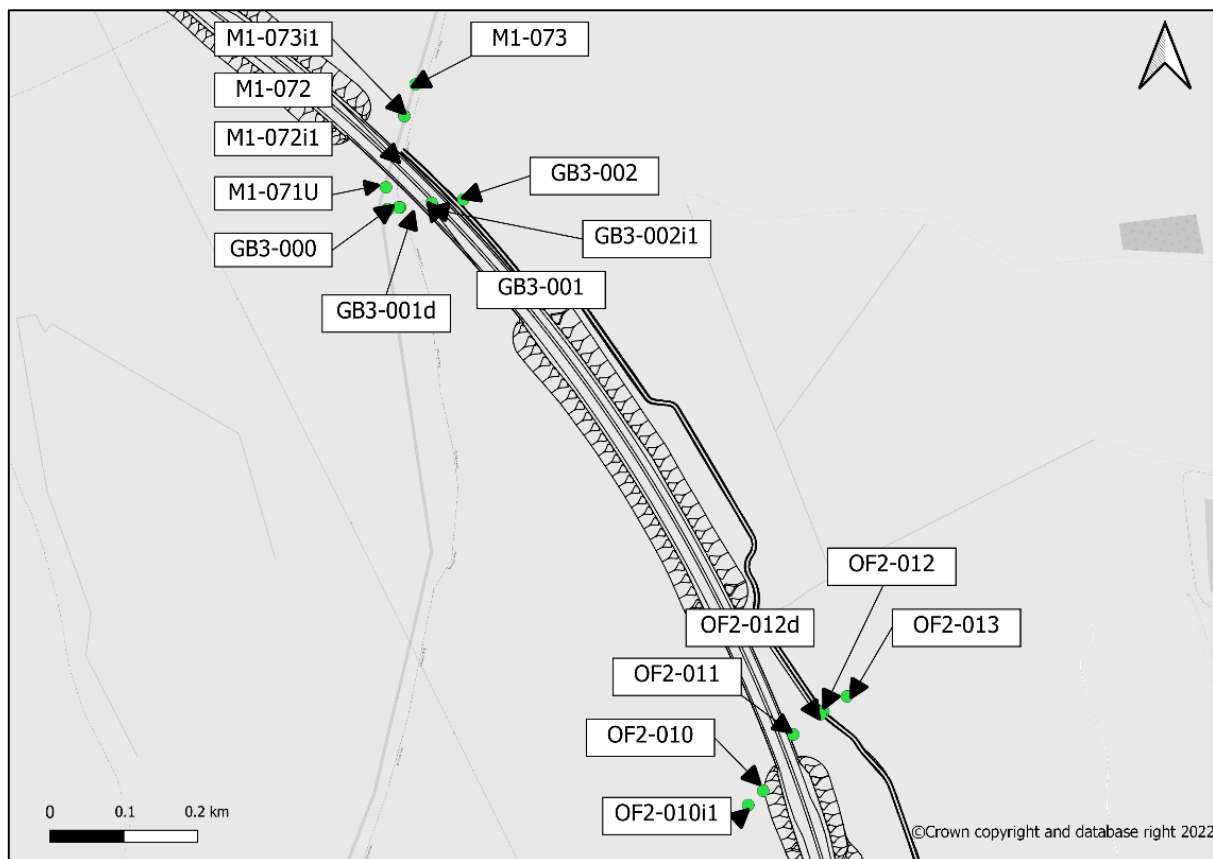 M1-073i1
M1-073
M1-072
M1-072i1
M1-071U
GB3-002
GB3-000
GB3-002i1
GB3-001
GB3-001d
OF2-012
OF2-012d
OF2-013
OF2-011
OF2-010
OF2-010i1
0 0.1 0.2 km
©Crown copyright and database right 2022